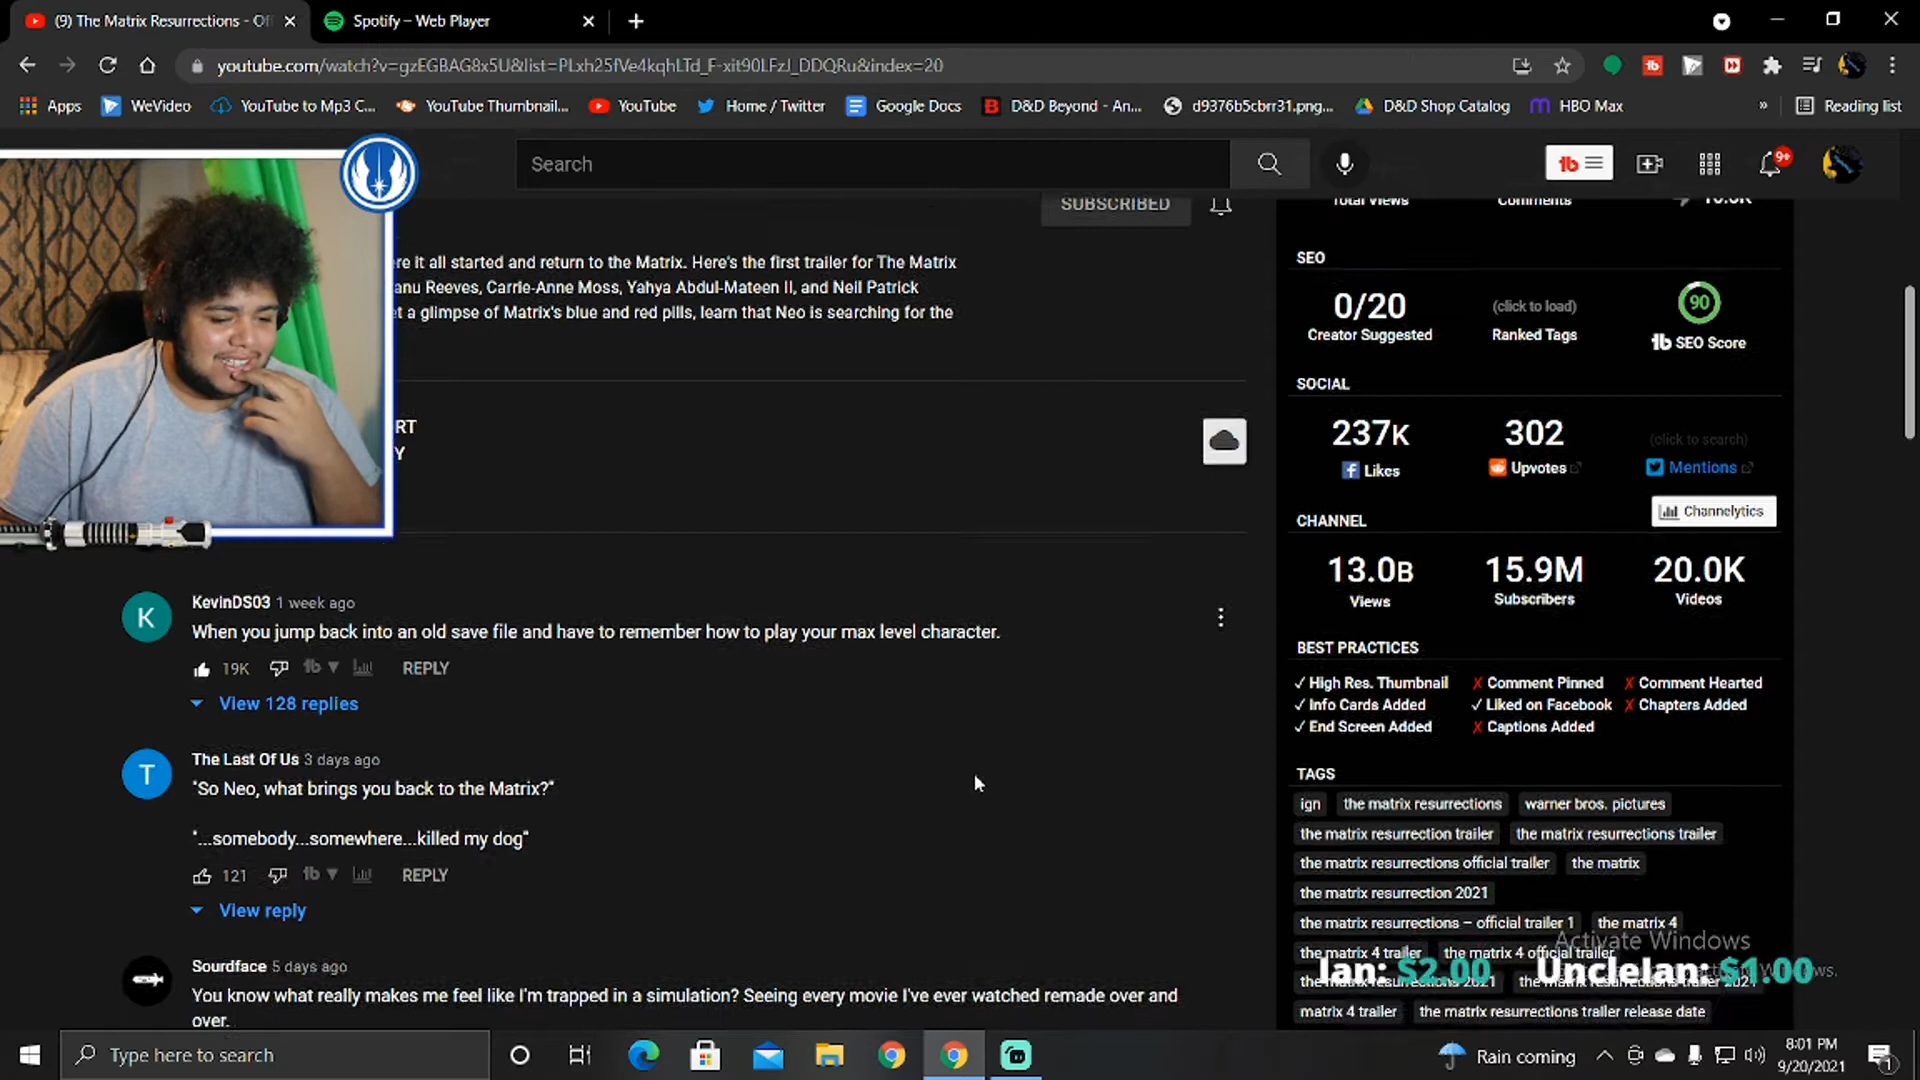 (9) The Matrix Resurrections - Of
Spotify – Web Player
youtube.com/watch?v=gzEGBAG8x5U&list=PLxh25fVe4kqhLTd_F-xit90LFzJ_DDQRu&index=20
Apps WeVideo YouTube to Mp3 C... YouTube Thumbnail... YouTube Home / Twitter Google Docs D&D Beyond - An... d9376b5cbrr31.png... D&D Shop Catalog HBO Max » Reading list
Search
9+
SUBSCRIBED
Total Views Comments
re it all started and return to the Matrix. Here's the first trailer for The Matrix
anu Reeves, Carrie-Anne Moss, Yahya Abdul-Mateen II, and Neil Patrick
et a glimpse of Matrix's blue and red pills, learn that Neo is searching for the
RT
Y
KevinDS03 1 week ago
When you jump back into an old save file and have to remember how to play your max level character.
19K REPLY
View 128 replies
The Last Of Us 3 days ago
"So Neo, what brings you back to the Matrix?"
"...somebody...somewhere...killed my dog"
121 REPLY
View reply
Sourdface 5 days ago
You know what really makes me feel like I'm trapped in a simulation? Seeing every movie I've ever watched remade over and
over.
SEO
0/20 (click to load) 90
Creator Suggested Ranked Tags SEO Score
SOCIAL
237K 302 (click to search)
Likes Upvotes Mentions
CHANNEL Channelytics
13.0B 15.9M 20.0K
Views Subscribers Videos
BEST PRACTICES
✓ High Res. Thumbnail ✗ Comment Pinned ✗ Comment Hearted
✓ Info Cards Added ✓ Liked on Facebook ✗ Chapters Added
✓ End Screen Added ✗ Captions Added
TAGS
ign the matrix resurrections warner bros. pictures
the matrix resurrection trailer the matrix resurrections trailer
the matrix resurrections official trailer the matrix
the matrix resurrection 2021
the matrix resurrections – official trailer 1 the matrix 4
the matrix 4 trailer the matrix 4 official trailer
matrix 4 trailer the matrix resurrections trailer release date
Activate Windows
Ian: $2.00 UncleIan: $1.00
Type here to search
Rain coming
8:01 PM
9/20/2021
1